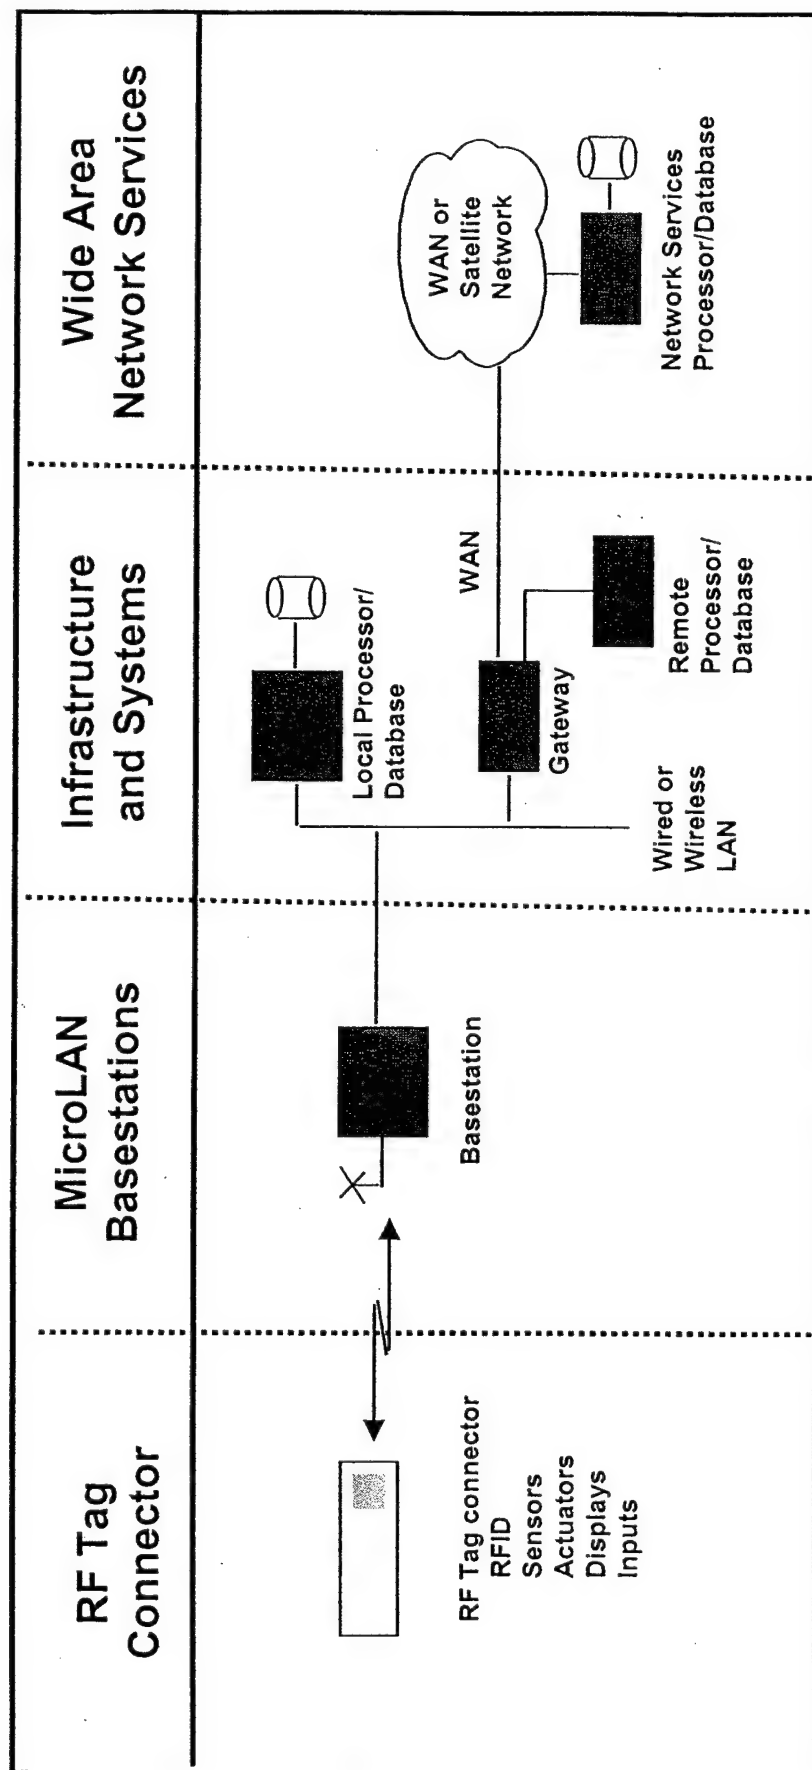 RF Tag
Connector
MicroLAN
Basestations
Infrastructure
and Systems
Wide Area
Network Services
RF Tag connector
RFID
Sensors
Actuators
Displays
Inputs
Basestation
Local Processor/
Database
Gateway
WAN
Wired or
Wireless
LAN
Remote
Processor/
Database
WAN or
Satellite
Network
Network Services
Processor/Database